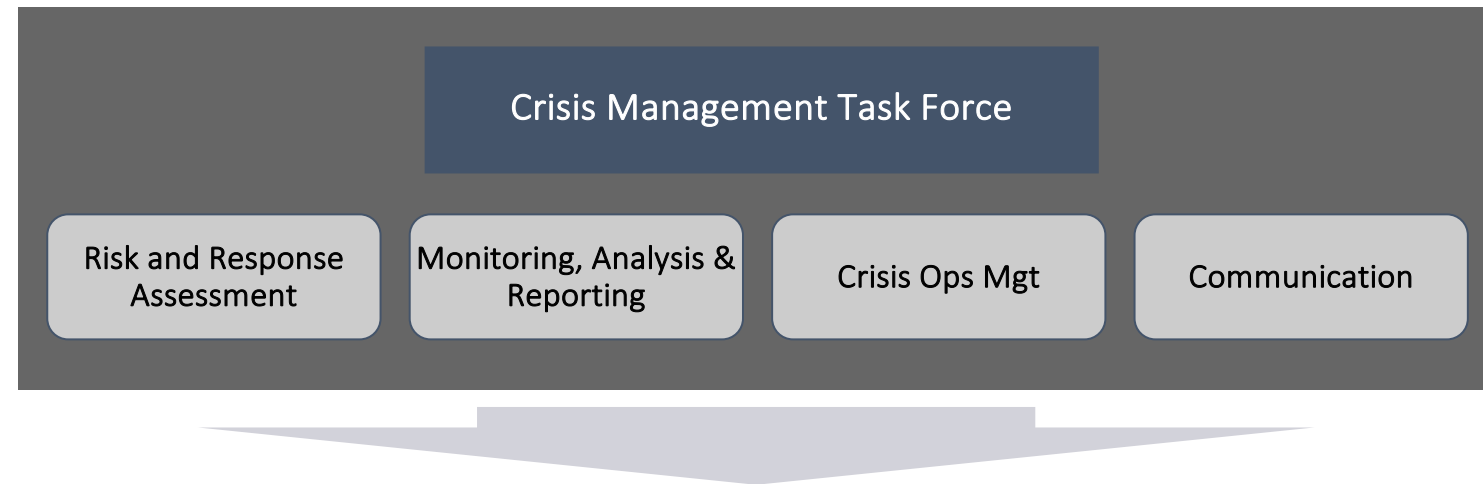 Crisis Management Task Force
Risk and Response
Assessment
Monitoring, Analysis &
Reporting
Crisis Ops Mgt
Communication